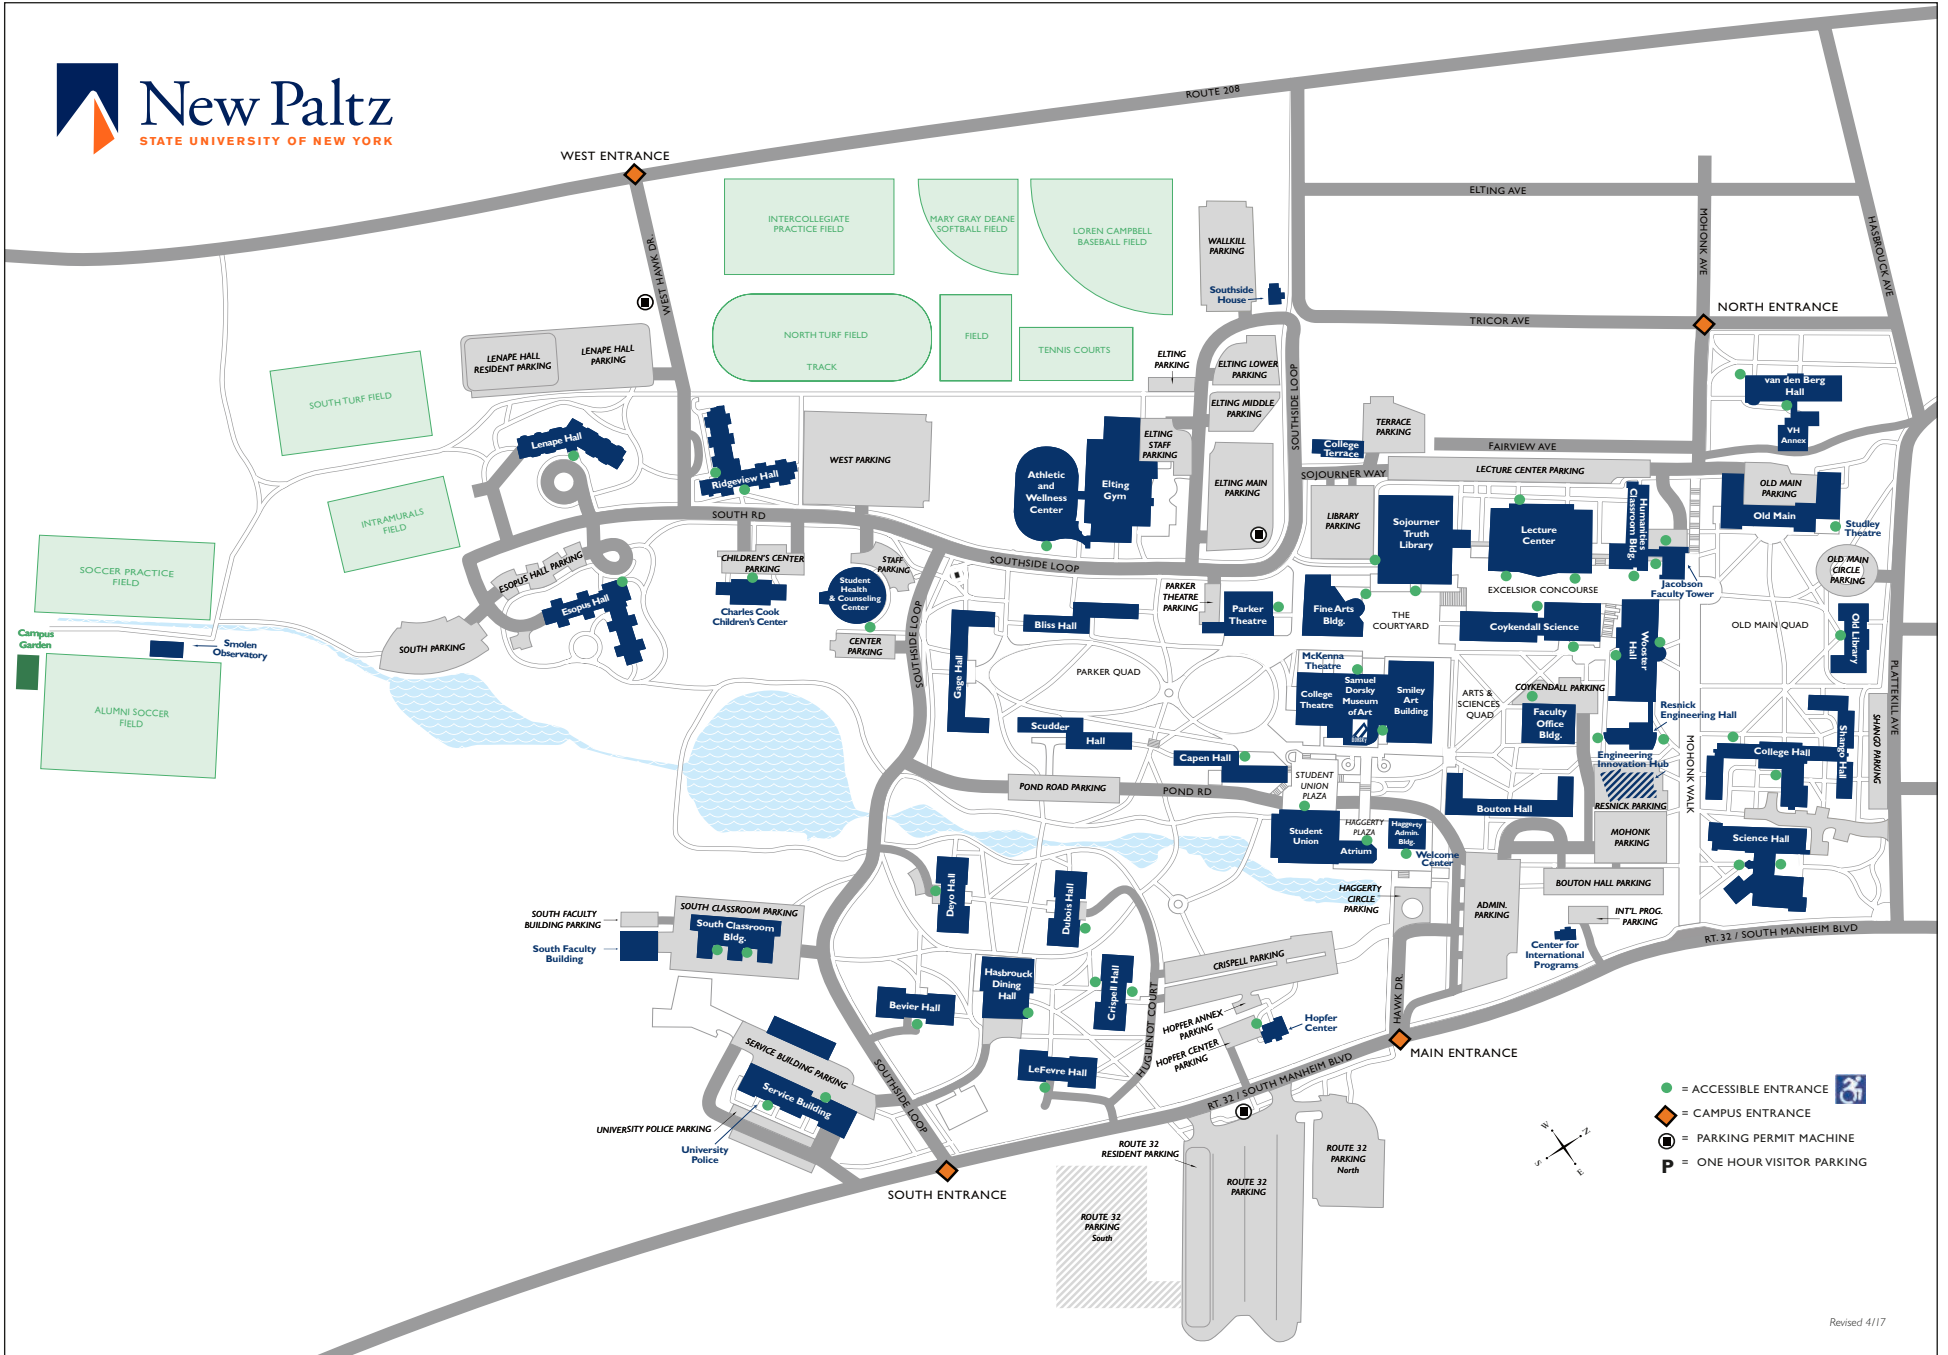 New Paltz
STATE UNIVERSITY OF NEW YORK
ROUTE 208
WEST ENTRANCE
WEST HAWK DR.
INTERCOLLEGIATE
PRACTICE FIELD
MARY GRAY DEANE
SOFTBALL FIELD
LOREN CAMPBELL
BASEBALL FIELD
WALLKILL
PARKING
Southside
House
ELTING AVE
MOHONK AVE
HASBROUCK AVE
NORTH ENTRANCE
TRICOR AVE
NORTH TURF FIELD
TRACK
FIELD
TENNIS COURTS
LENAPE HALL
RESIDENT PARKING
LENAPE HALL
PARKING
SOUTH TURF FIELD
ELTING
PARKING
ELTING LOWER
PARKING
ELTING MIDDLE
PARKING
SOUTHSIDE LOOP
van den Berg
Hall
VH
Annex
TERRACE
PARKING
College
Terrace
FAIRVIEW AVE
SOJOURNER WAY
LECTURE CENTER PARKING
Lenape Hall
Ridgeview Hall
WEST PARKING
Athletic
and
Wellness
Center
Elting
Gym
ELTING
STAFF
PARKING
ELTING MAIN
PARKING
LIBRARY
PARKING
Sojourner
Truth
Library
Lecture
Center
Humanities
Classroom Bldg.
OLD MAIN
PARKING
Old Main
Studley
Theatre
INTRAMURALS
FIELD
SOUTH RD
SOCCER PRACTICE
FIELD
ESOPUS HALL PARKING
CHILDREN'S CENTER
PARKING
STAFF
PARKING
SOUTHSIDE LOOP
Charles Cook
Children's Center
Student
Health
& Counseling
Center
PARKER
THEATRE
PARKING
Parker
Theatre
Fine Arts
Bldg.
THE
COURTYARD
EXCELSIOR CONCOURSE
Jacobson
Faculty Tower
OLD MAIN
CIRCLE
PARKING
Esopus Hall
Campus
Garden
Smolen
Observatory
SOUTH PARKING
CENTER
PARKING
SOUTHSIDE LOOP
Bliss Hall
Gage Hall
PARKER QUAD
Coykendall Science
Wooster
Hall
OLD MAIN QUAD
Old Library
PLATTEKILL AVE
McKenna
Theatre
College
Theatre
Samuel
Dorsky
Museum
of Art
DORSKY
Smiley
Art
Building
ARTS &
SCIENCES
QUAD
COYKENDALL PARKING
Faculty
Office
Bldg.
Resnick
Engineering Hall
ALUMNI SOCCER
FIELD
Scudder
Hall
Capen Hall
STUDENT
UNION
PLAZA
Engineering
Innovation Hub
RESNICK PARKING
MOHONK WALK
College Hall
Shango Hall
SHANGO PARKING
POND ROAD PARKING
POND RD
Bouton Hall
Student
Union
HAGGERTY
PLAZA
Atrium
Haggerty
Admin.
Bldg.
Welcome
Center
MOHONK
PARKING
Science Hall
Deyo Hall
Dubois Hall
HAGGERTY
CIRCLE
PARKING
ADMIN.
PARKING
BOUTON HALL PARKING
INT'L. PROG.
PARKING
Center for
International
Programs
RT. 32 / SOUTH MANHEIM BLVD
SOUTH FACULTY
BUILDING PARKING
SOUTH CLASSROOM PARKING
South Classroom
Bldg.
South Faculty
Building
Hasbrouck
Dining
Hall
Crispell Hall
CRISPELL PARKING
Bevier Hall
HUGUENOT COURT
HOPFER ANNEX
PARKING
HOPFER CENTER
PARKING
Hopfer
Center
HAWK DR.
MAIN ENTRANCE
SERVICE BUILDING PARKING
Service Building
SOUTHSIDE LOOP
LeFevre Hall
RT. 32 / SOUTH MANHEIM BLVD
UNIVERSITY POLICE PARKING
University
Police
SOUTH ENTRANCE
ROUTE 32
RESIDENT PARKING
ROUTE 32
PARKING
South
ROUTE 32
PARKING
ROUTE 32
PARKING
North
W
N
S
E
= ACCESSIBLE ENTRANCE
= CAMPUS ENTRANCE
= PARKING PERMIT MACHINE
P = ONE HOUR VISITOR PARKING
Revised 4/17